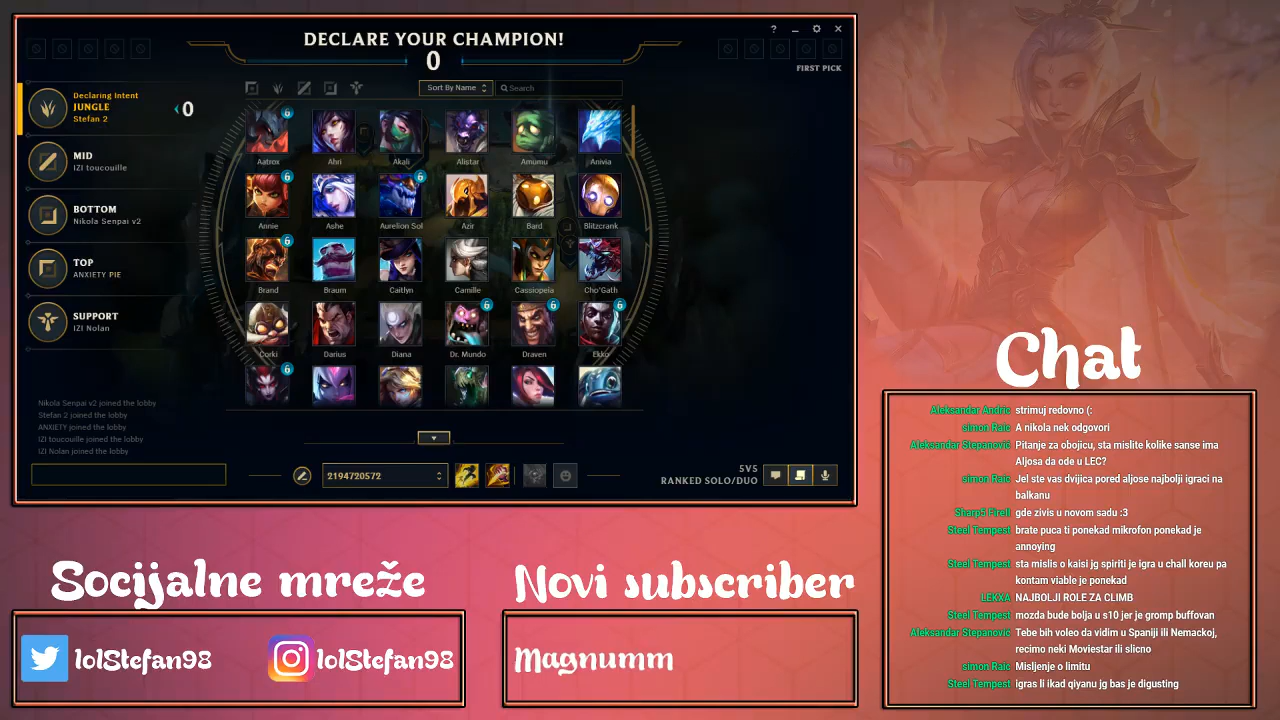 DECLARE YOUR CHAMPION!
0
?
FIRST PICK
Sort By Name
Search
Declaring Intent
JUNGLE
Stefan 2
0
MID
IZI toucouille
BOTTOM
Nikola Senpai v2
TOP
ANXIETY PIE
SUPPORT
IZI Nolan
Aatrox
Ahri
Akali
Alistar
Amumu
Anivia
Annie
Ashe
Aurelion Sol
Azir
Bard
Blitzcrank
Brand
Braum
Caitlyn
Camille
Cassiopeia
Cho'Gath
Corki
Darius
Diana
Dr. Mundo
Draven
Ekko
Nikola Senpai v2 joined the lobby
Stefan 2 joined the lobby
ANXIETY joined the lobby
IZI toucouille joined the lobby
IZI Nolan joined the lobby
2194720572
5V5
RANKED SOLO/DUO
Socijalne mreže
lolStefan98
lolStefan98
Novi subscriber
Magnumm
Chat
Aleksandar Andric strimuj redovno (:
simon Raic A nikola nek odgovori
Aleksandar Stepanović Pitanje za obojicu, sta mislite kolike sanse ima
Aljosa da ode u LEC?
simon Raic Jel ste vas dvijica pored aljose najbolji igraci na
balkanu
Sharp5 Firell gde zivis u novom sadu :3
Steel Tempest brate puca ti ponekad mikrofon ponekad je
annoying
Steel Tempest sta mislis o kaisi jg spiriti je igra u chall koreu pa
kontam viable je ponekad
LEKXA NAJBOLJI ROLE ZA CLIMB
Steel Tempest mozda bude bolja u s10 jer je gromp buffovan
Aleksandar Stepanović Tebe bih voleo da vidim u Spaniji ili Nemackoj,
recimo neki Moviestar ili slicno
simon Raic Misljenje o limitu
Steel Tempest igras li ikad qiyanu jg bas je digusting